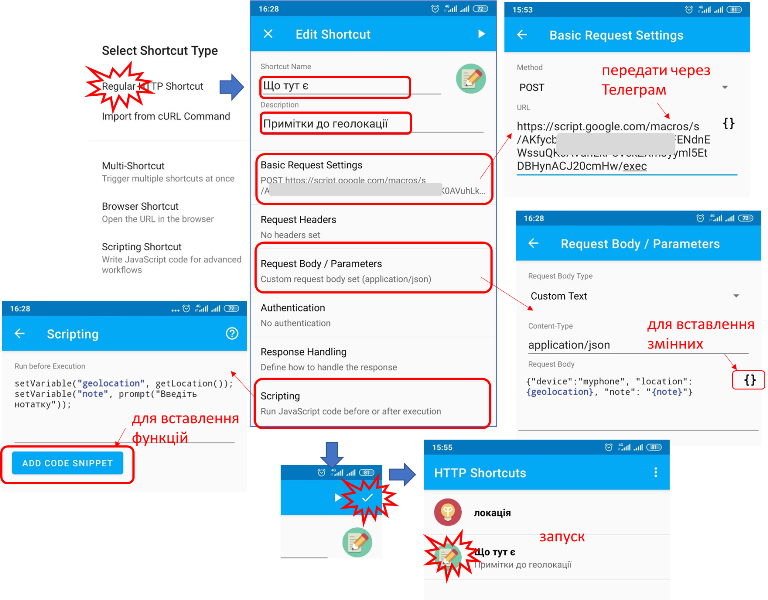 Select Shortcut Type
Regular HTTP Shortcut
Import from cURL Command
Multi-Shortcut
Trigger multiple shortcuts at once
Browser Shortcut
Open the URL in the browser
Scripting Shortcut
Write JavaScript code for advanced
workflows
16:28
72
Edit Shortcut
Shortcut Name
Що тут є
Description
Примітки до геолокації
Basic Request Settings
POST https://script.google.com/macros/s
/A
K0AVuhLk...
Request Headers
No headers set
Request Body / Parameters
Custom request body set (application/json)
Authentication
No authentication
Response Handling
Define how to handle the response
Scripting
Run JavaScript code before or after execution
15:53
81
Basic Request Settings
Method
POST
передати через
Телеграм
URL
https://script.google.com/macros/s
/AKfycb
ENdnE
DBHynACJ20cmHw/exec
{}
16:28
72
Request Body / Parameters
Request Body Type
Custom Text
Content-Type
application/json
для вставлення
змінних
Request Body
{"device":"myphone", "location":
{geolocation}, "note": "{note}"}
{}
16:28
72
Scripting
Run before Execution
setVariable("geolocation", getLocation());
setVariable("note", prompt("Введіть
нотатку"));
для вставлення
функцій
ADD CODE SNIPPET
15:55
81
HTTP Shortcuts
локація
запуск
Що тут є
Примітки до геолокації